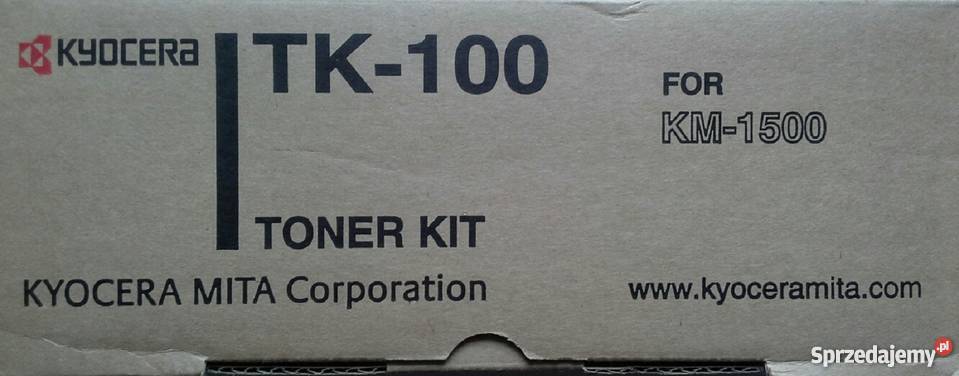 KYOCERA
TK-100
FOR
KM-1500
TONER KIT
KYOCERA MITA Corporation
www.kyoceramita.com
Sprzedajemy.pl